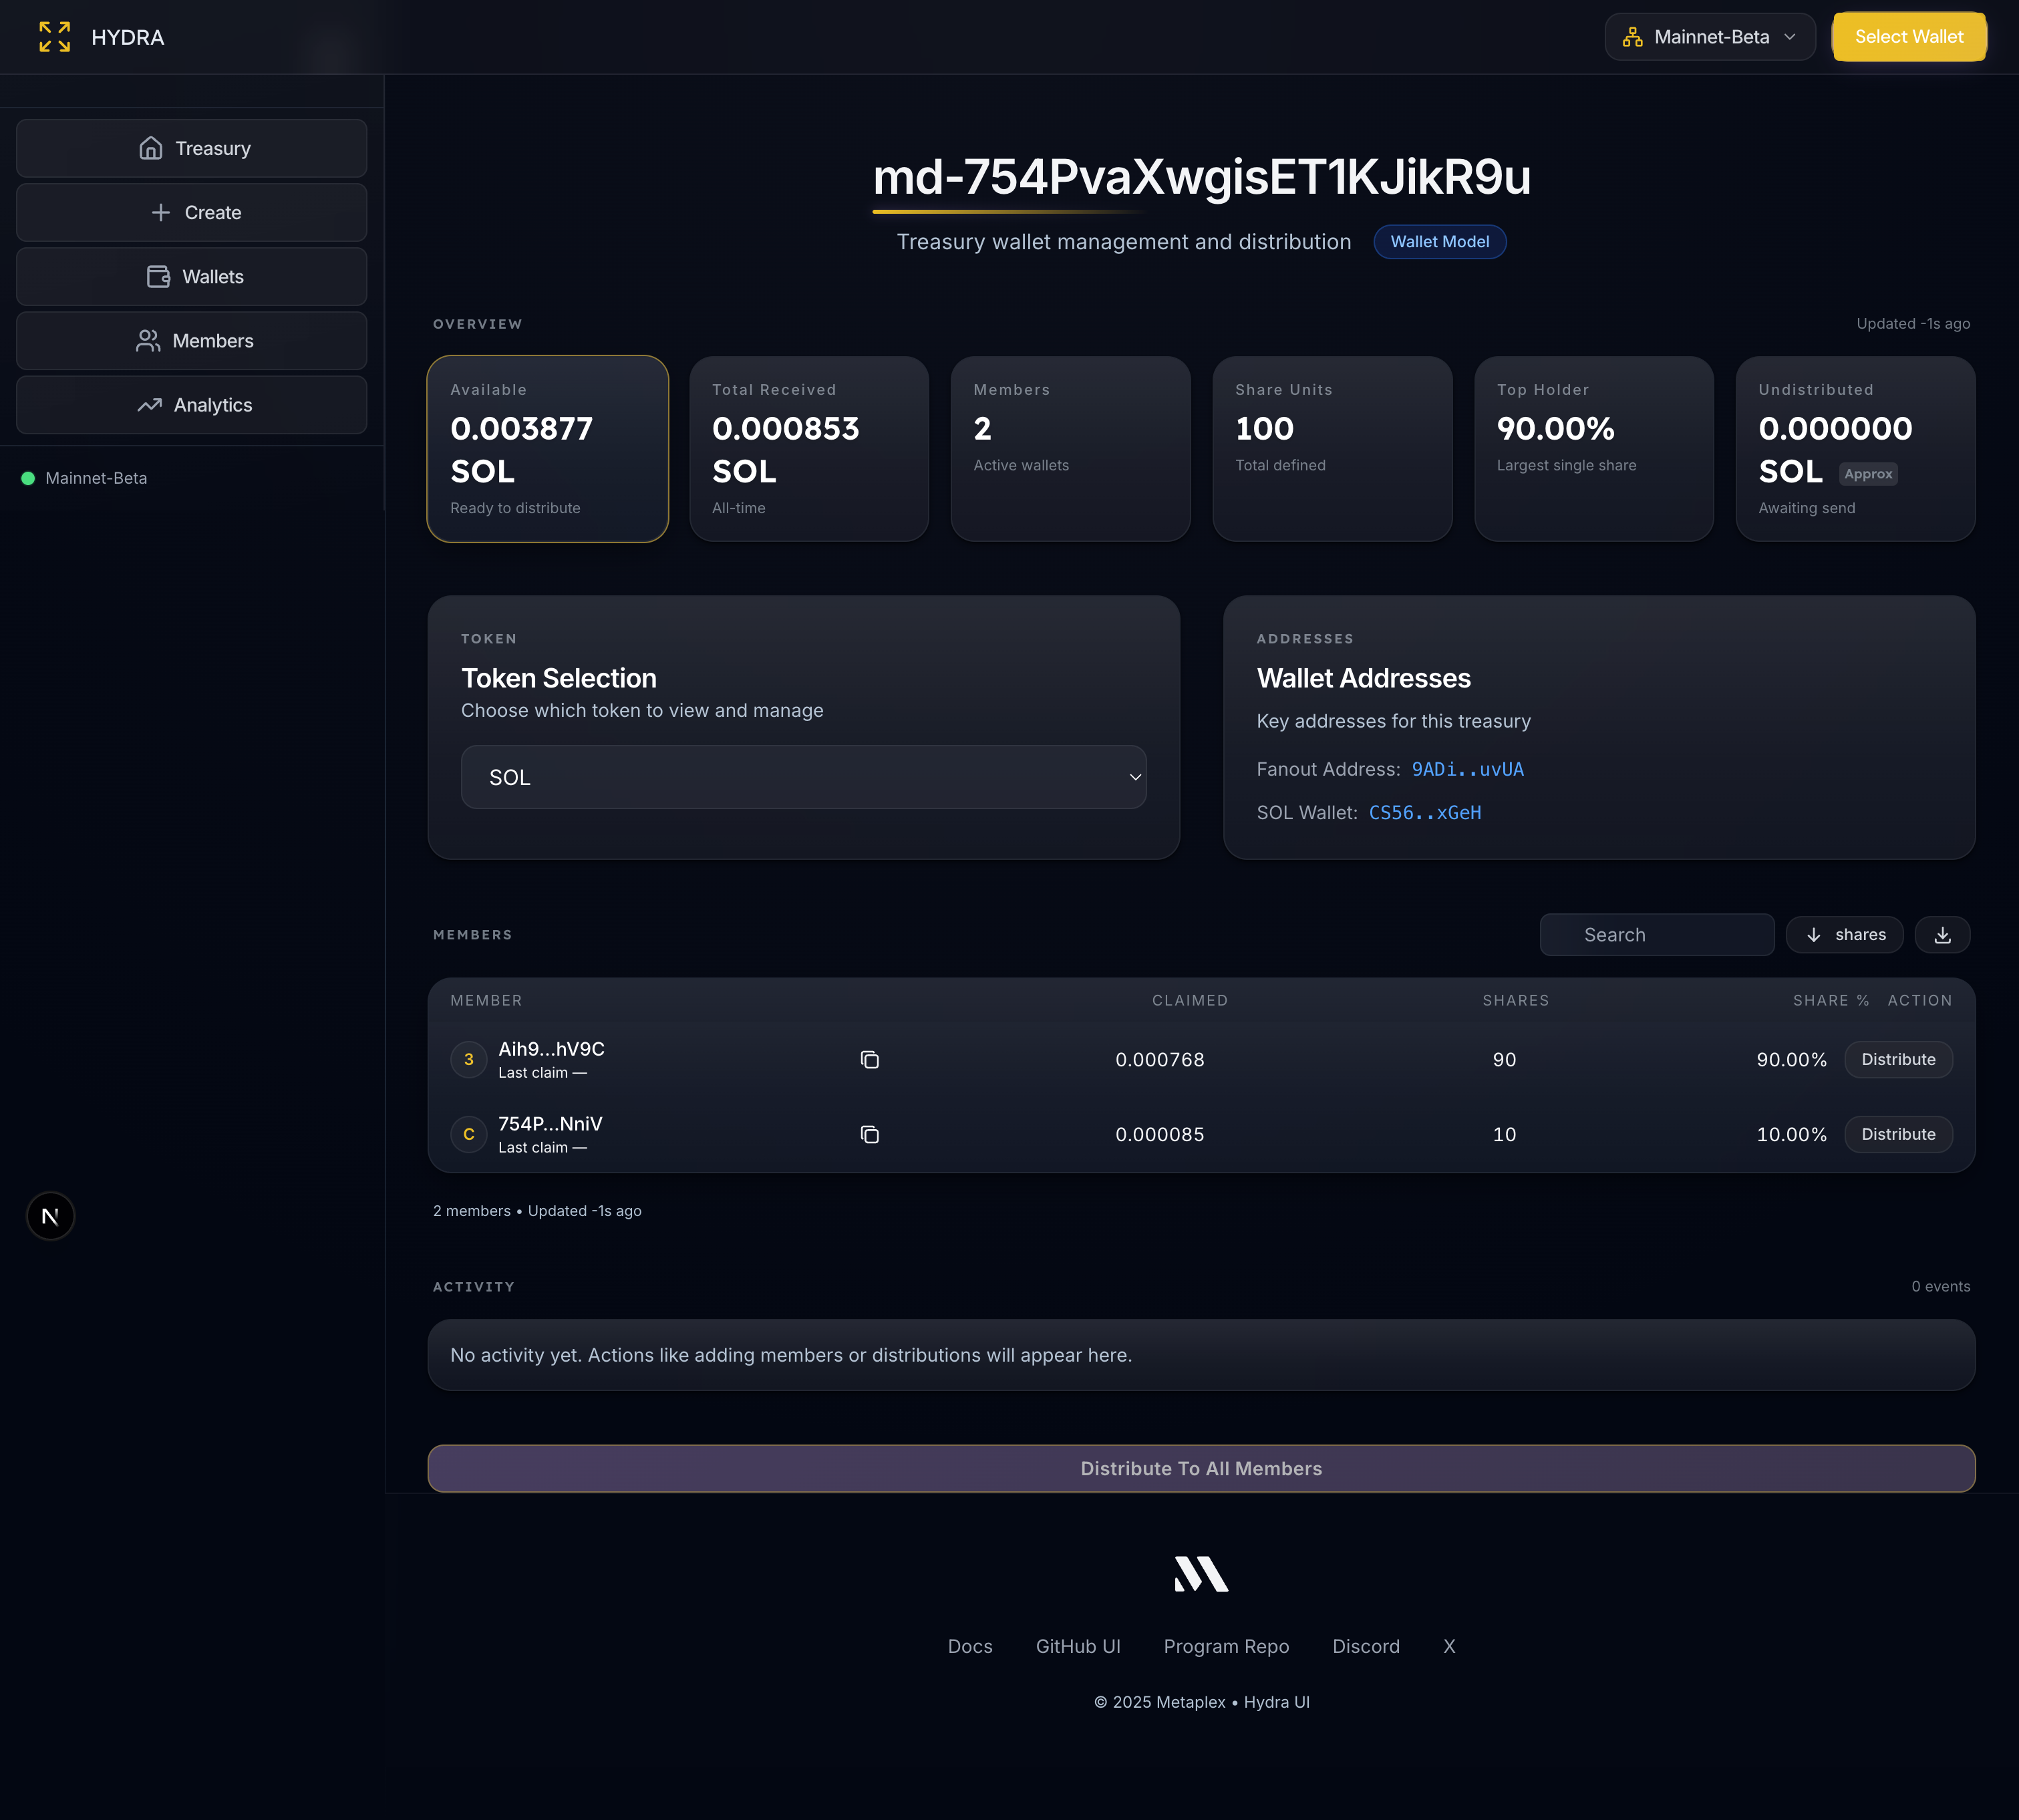 HYDRA
Mainnet-Beta
Select Wallet
Treasury
Create
Wallets
Members
Analytics
Mainnet-Beta
md-754PvaXwgisET1KJikR9u
Treasury wallet management and distribution Wallet Model
OVERVIEW
Updated -1s ago
Available
0.003877
SOL
Ready to distribute
Total Received
0.000853
SOL
All-time
Members
2
Active wallets
Share Units
100
Total defined
Top Holder
90.00%
Largest single share
Undistributed
0.000000
SOL Approx
Awaiting send
TOKEN
Token Selection
Choose which token to view and manage
SOL
ADDRESSES
Wallet Addresses
Key addresses for this treasury
Fanout Address: 9ADi..uvUA
SOL Wallet: CS56..xGeH
MEMBERS
Search
shares
MEMBER CLAIMED SHARES SHARE % ACTION
3 Aih9...hV9C 0.000768 90 90.00% Distribute
Last claim —
C 754P...NniV 0.000085 10 10.00% Distribute
Last claim —
2 members • Updated -1s ago
N
ACTIVITY
0 events
No activity yet. Actions like adding members or distributions will appear here.
Distribute To All Members
Docs GitHub UI Program Repo Discord X
© 2025 Metaplex • Hydra UI